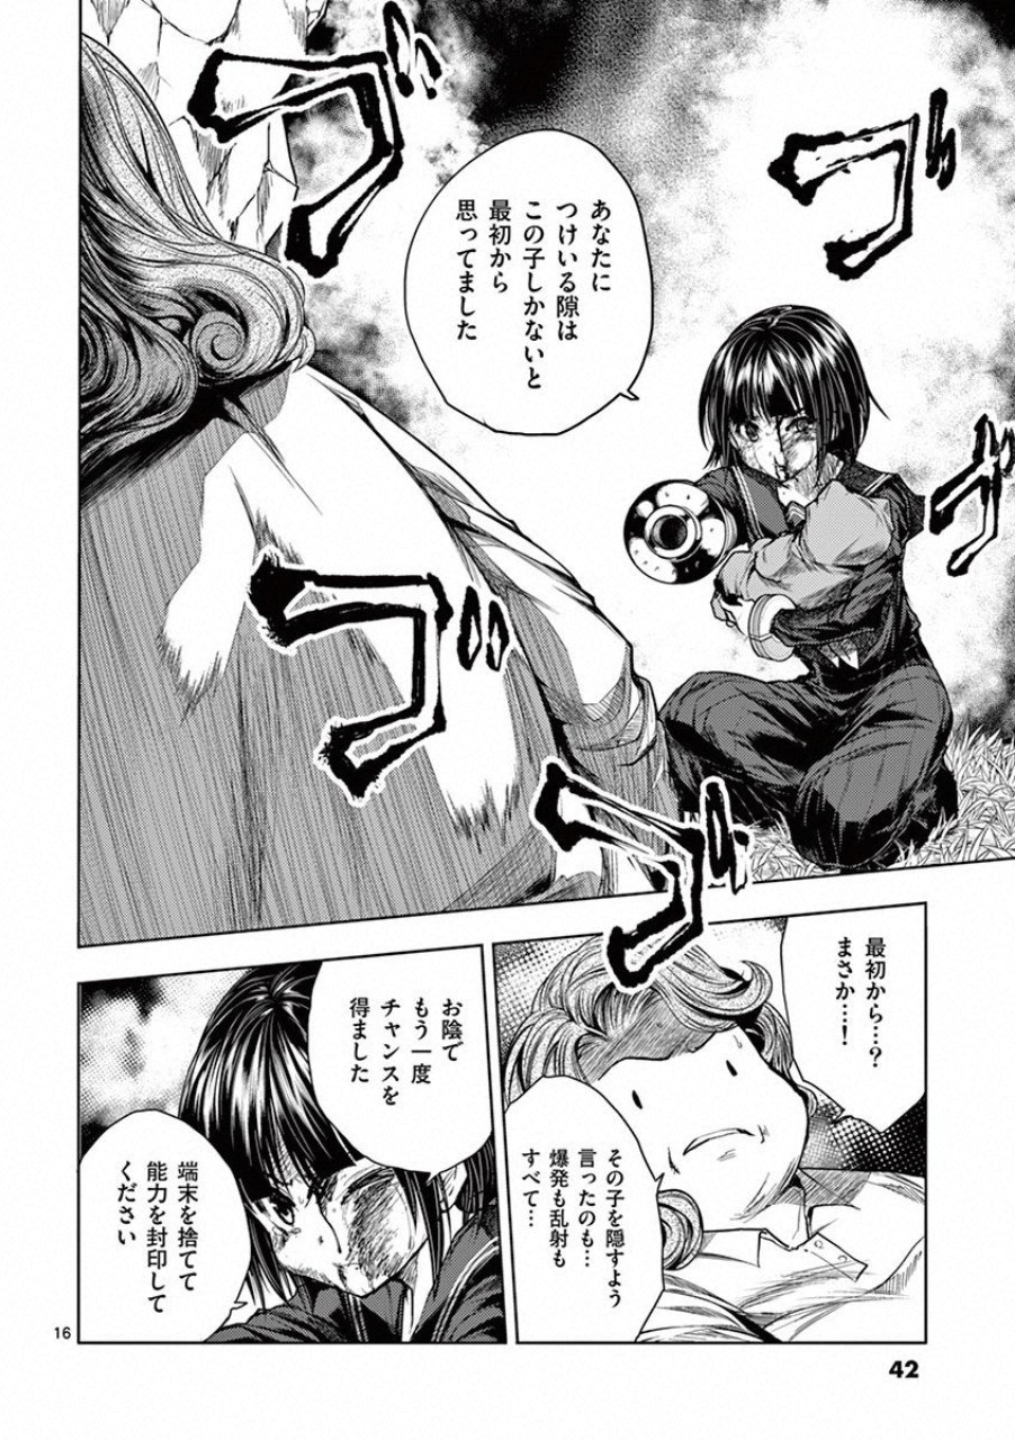 あなたに
つけいる隙は
この子しかないと
最初から
思ってました
ゴゴ
ゴゴ
ゴゴ
ゴゴ
ゴゴ
最初から…?
まさか…!
その子を隠すよう
言ったのも…
爆発も乱射も
すべて…
お陰で
もう一度
チャンスを
得ました
端末を捨てて
能力を封印して
ください
16
42